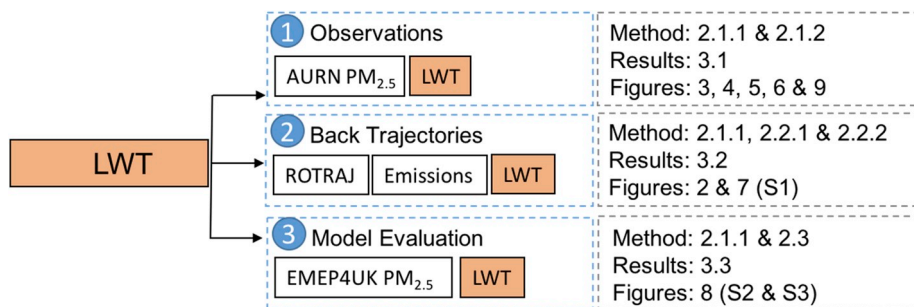 LWT
1 Observations
AURN PM2.5 LWT
Method: 2.1.1 & 2.1.2
Results: 3.1
Figures: 3, 4, 5, 6 & 9
2 Back Trajectories
ROTRAJ Emissions LWT
Method: 2.1.1, 2.2.1 & 2.2.2
Results: 3.2
Figures: 2 & 7 (S1)
3 Model Evaluation
EMEP4UK PM2.5 LWT
Method: 2.1.1 & 2.3
Results: 3.3
Figures: 8 (S2 & S3)